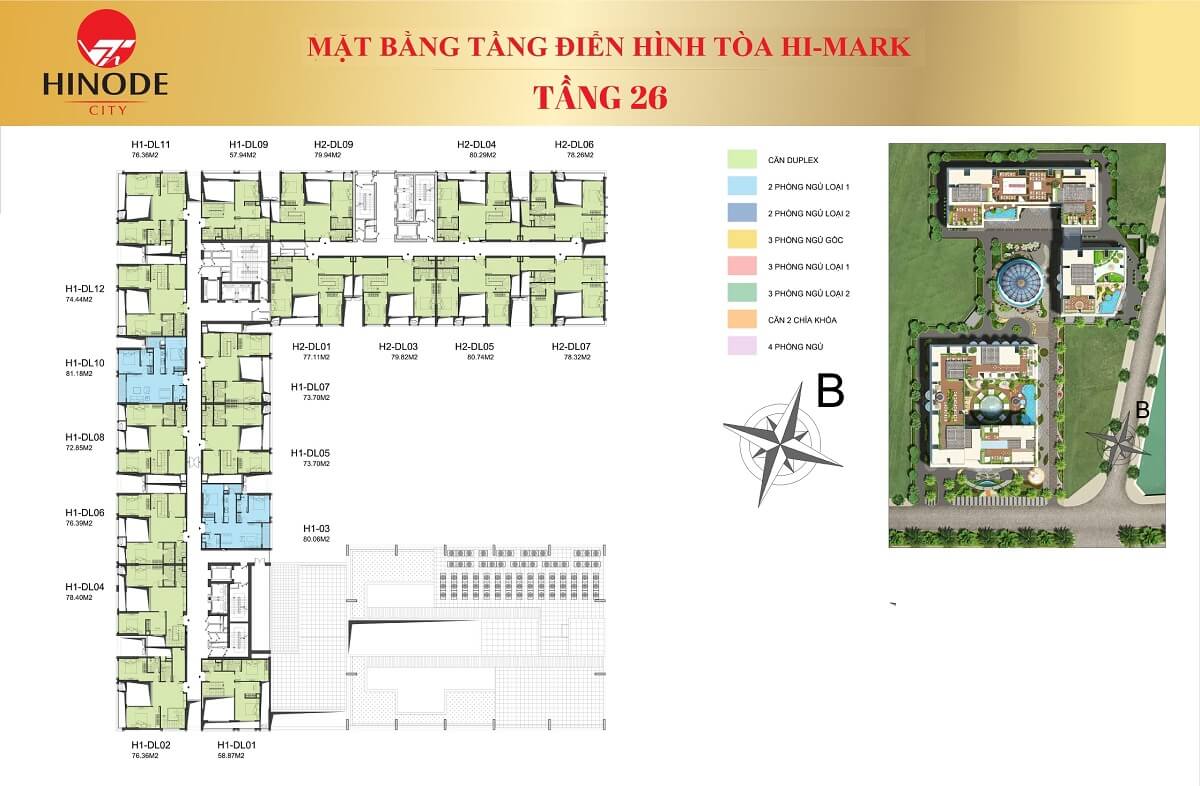 HINODE
CITY
MẶT BẰNG TẦNG ĐIỂN HÌNH TÒA HI-MARK
TẦNG 26
H1-DL11
76.36M2
H1-DL09
57.94M2
H2-DL09
79.94M2
H2-DL04
80.29M2
H2-DL06
78.26M2
H1-DL12
74.44M2
H1-DL10
81.18M2
H1-DL08
72.85M2
H1-DL06
76.39M2
H1-DL04
78.40M2
H2-DL01
77.11M2
H2-DL03
79.82M2
H2-DL05
80.74M2
H2-DL07
78.32M2
H1-DL07
73.70M2
H1-DL05
73.70M2
H1-03
80.06M2
H1-DL02
76.36M2
H1-DL01
58.87M2
CĂN DUPLEX
2 PHÒNG NGỦ LOẠI 1
2 PHÒNG NGỦ LOẠI 2
3 PHÒNG NGỦ GÓC
3 PHÒNG NGỦ LOẠI 1
3 PHÒNG NGỦ LOẠI 2
CĂN 2 CHÌA KHÓA
4 PHÒNG NGỦ
B
B